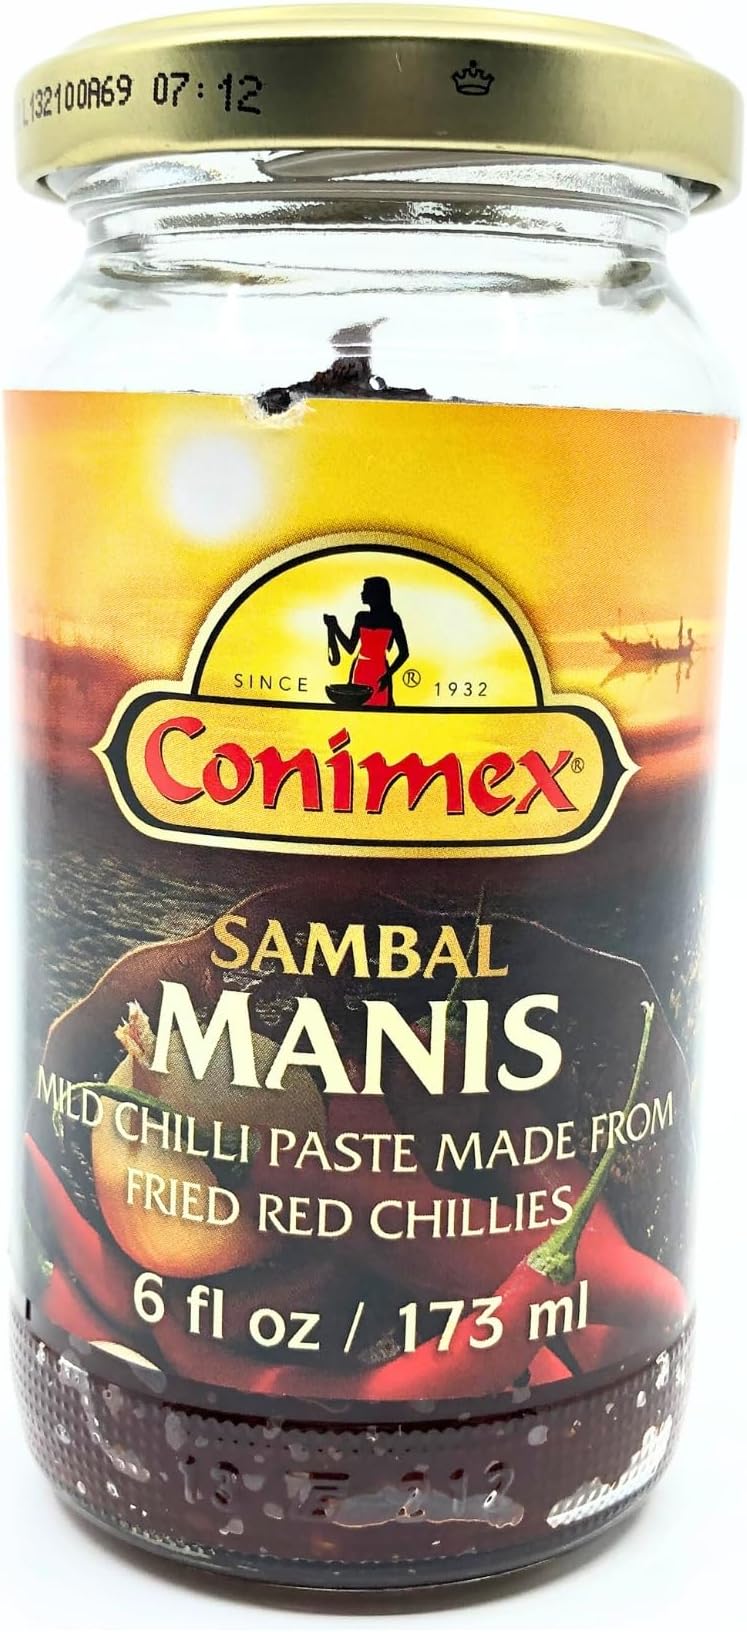 L132100A69 07:12
SINCE ® 1932
Conimex®
SAMBAL
MANIS
MILD CHILLI PASTE MADE FROM
FRIED RED CHILLIES
6 fl oz / 173 ml